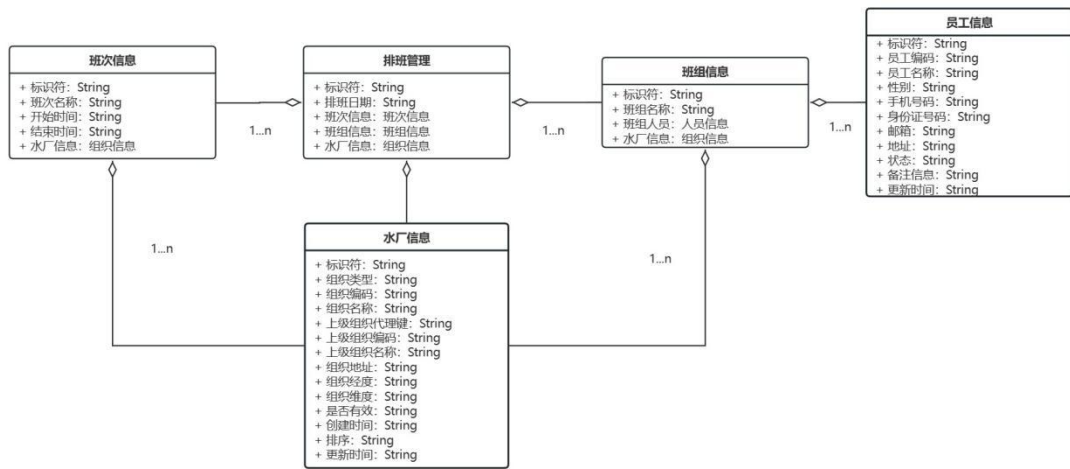 班次信息
+ 标识符：String
+ 班次名称：String
+ 开始时间：String
+ 结束时间：String
+ 水厂信息：组织信息
1...n
排班管理
+ 标识符：String
+ 排班日期：String
+ 班次信息：班次信息
+ 班组信息：班组信息
+ 水厂信息：组织信息
1...n
班组信息
+ 标识符：String
+ 班组名称：String
+ 班组人员：人员信息
+ 水厂信息：组织信息
1...n
员工信息
+ 标识符：String
+ 员工编码：String
+ 员工名称：String
+ 性别：String
+ 手机号码：String
+ 身份证号码：String
+ 邮箱：String
+ 地址：String
+ 状态：String
+ 备注信息：String
+ 更新时间：String
1...n
水厂信息
+ 标识符：String
+ 组织类型：String
+ 组织编码：String
+ 组织名称：String
+ 上级组织代理键：String
+ 上级组织编码：String
+ 上级组织名称：String
+ 组织地址：String
+ 组织经度：String
+ 组织维度：String
+ 是否有效：String
+ 创建时间：String
+ 排序：String
+ 更新时间：String
1...n